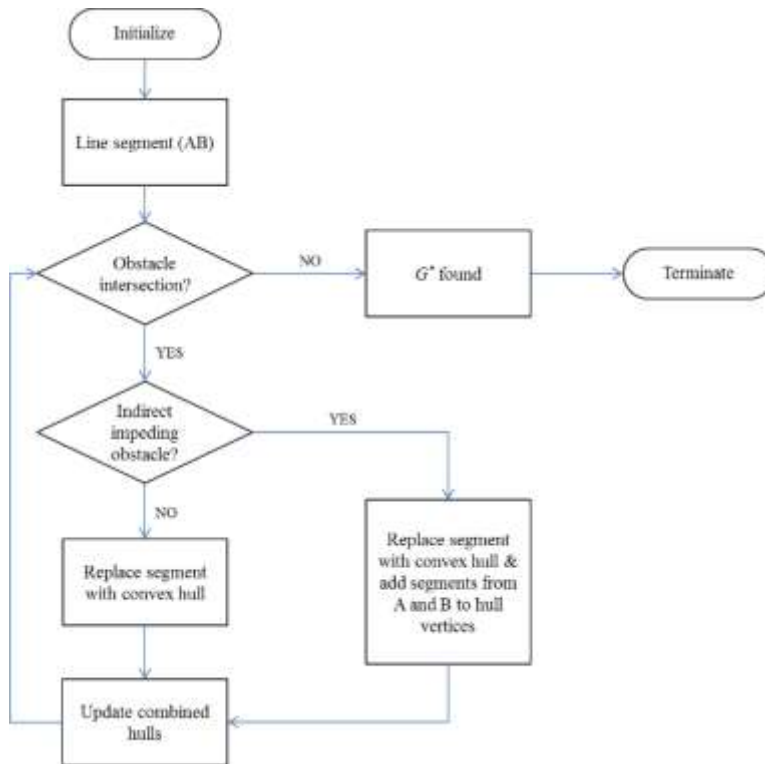 Initialize
Line segment (AB)
Obstacle
intersection?
NO
G* found
Terminate
YES
Indirect
impeding
obstacle?
YES
NO
Replace segment
with convex hull
Replace segment
with convex hull &
add segments from
A and B to hull
vertices
Update combined
hulls